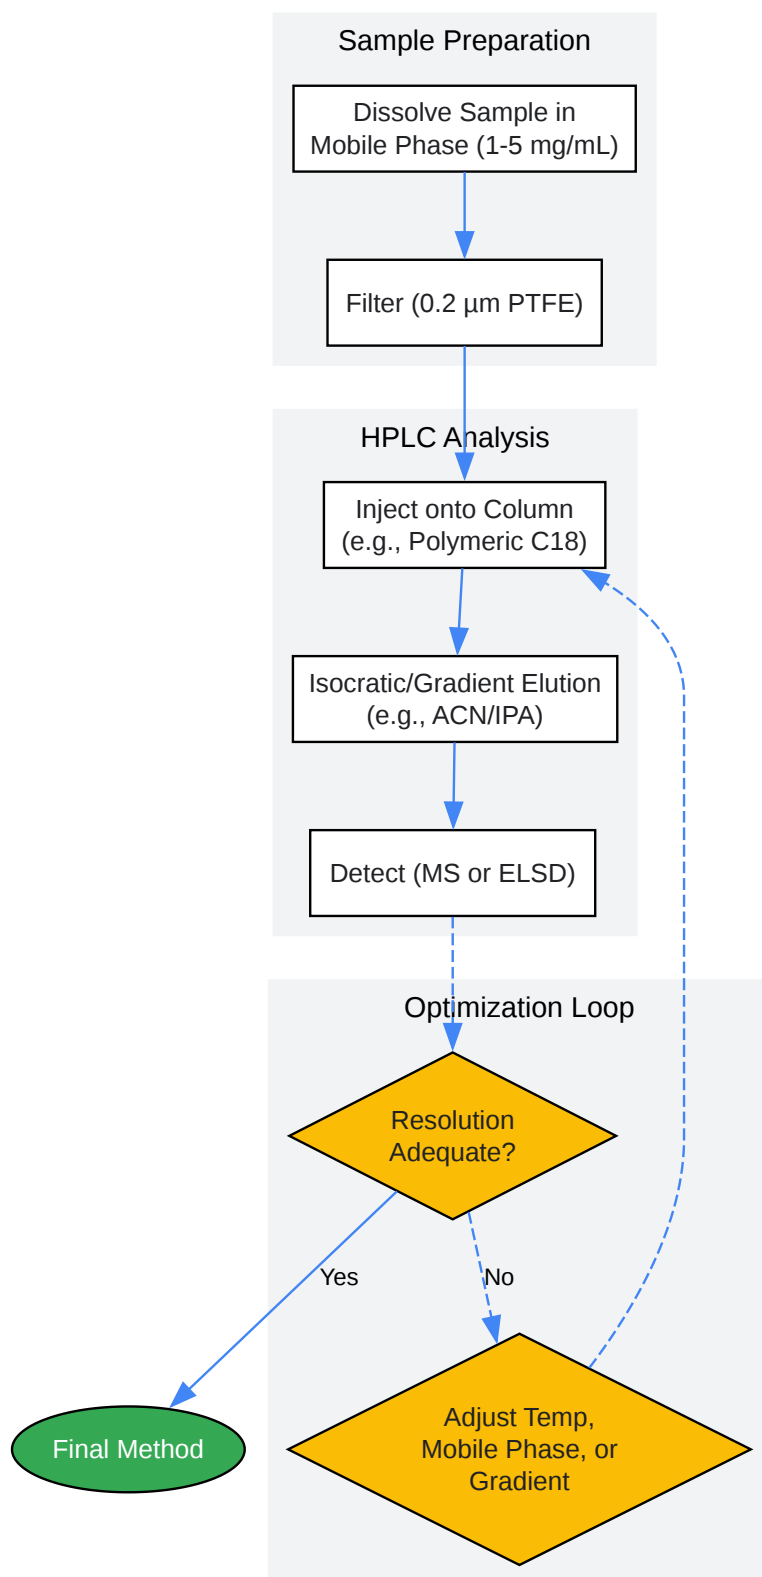 Sample Preparation
Dissolve Sample in
Mobile Phase (1-5 mg/mL)
Filter (0.2 µm PTFE)
HPLC Analysis
Inject onto Column
(e.g., Polymeric C18)
Isocratic/Gradient Elution
(e.g., ACN/IPA)
Detect (MS or ELSD)
Optimization Loop
Resolution
Adequate?
Yes
No
Final Method
Adjust Temp,
Mobile Phase, or
Gradient